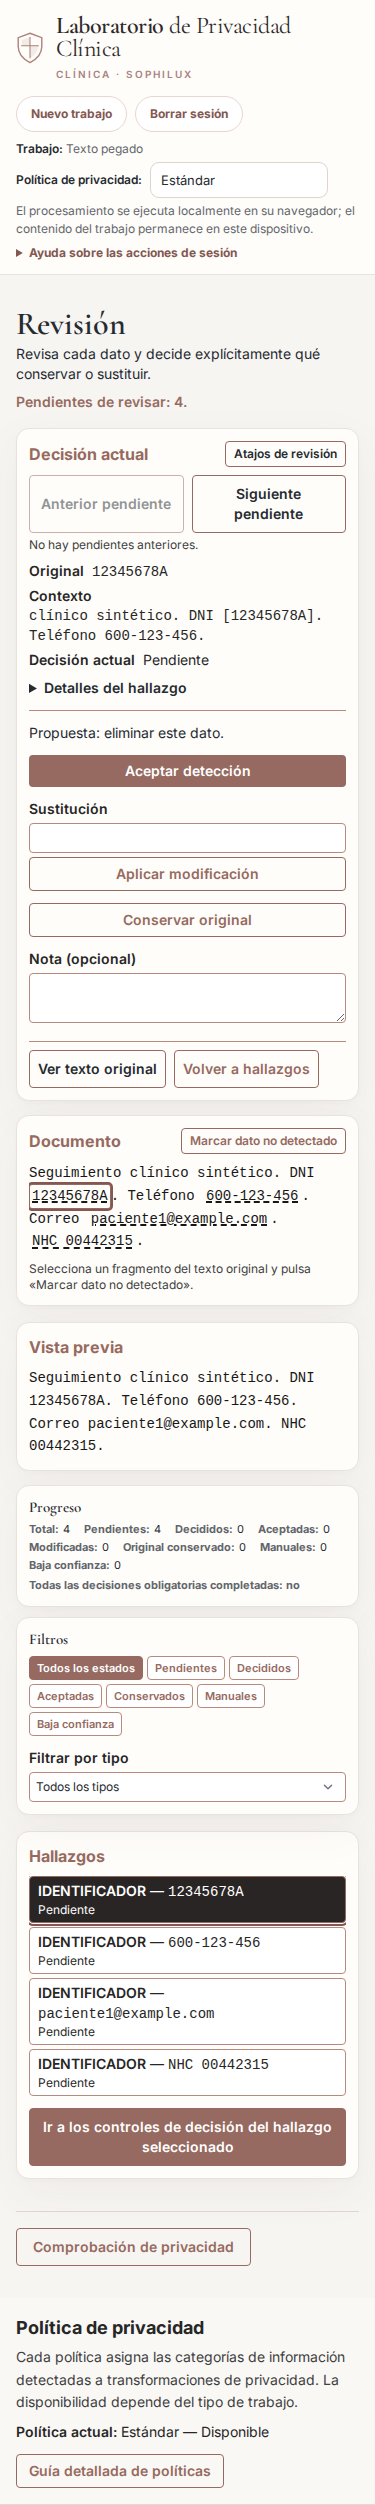 Laboratorio de Privacidad
Clínica
CLÍNICA · SOPHILUX
Nuevo trabajo
Borrar sesión
Trabajo: Texto pegado
Política de privacidad:
Estándar
El procesamiento se ejecuta localmente en su navegador; el
contenido del trabajo permanece en este dispositivo.
Ayuda sobre las acciones de sesión
Revisión
Revisa cada dato y decide explícitamente qué
conservar o sustituir.
Pendientes de revisar: 4.
Decisión actual
Atajos de revisión
Anterior pendiente
Siguiente
pendiente
No hay pendientes anteriores.
Original 12345678A
Contexto
clínico sintético. DNI [12345678A].
Teléfono 600-123-456.
Decisión actual Pendiente
Detalles del hallazgo
Propuesta: eliminar este dato.
Aceptar detección
Sustitución
Aplicar modificación
Conservar original
Nota (opcional)
Ver texto original
Volver a hallazgos
Documento
Marcar dato no detectado
Seguimiento clínico sintético. DNI
12345678A. Teléfono 600-123-456.
Correo paciente1@example.com.
NHC 00442315.
Selecciona un fragmento del texto original y pulsa
«Marcar dato no detectado».
Vista previa
Seguimiento clínico sintético. DNI
12345678A. Teléfono 600-123-456.
Correo paciente1@example.com. NHC
00442315.
Progreso
Total: 4 Pendientes: 4 Decididos: 0 Aceptadas: 0
Modificadas: 0 Original conservado: 0 Manuales: 0
Baja confianza: 0
Todas las decisiones obligatorias completadas: no
Filtros
Todos los estados
Pendientes
Decididos
Aceptadas
Conservados
Manuales
Baja confianza
Filtrar por tipo
Todos los tipos
Hallazgos
IDENTIFICADOR — 12345678A
Pendiente
IDENTIFICADOR — 600-123-456
Pendiente
IDENTIFICADOR —
paciente1@example.com
Pendiente
IDENTIFICADOR — NHC 00442315
Pendiente
Ir a los controles de decisión del hallazgo
seleccionado
Comprobación de privacidad
Política de privacidad
Cada política asigna las categorías de información
detectadas a transformaciones de privacidad. La
disponibilidad depende del tipo de trabajo.
Política actual: Estándar — Disponible
Guía detallada de políticas